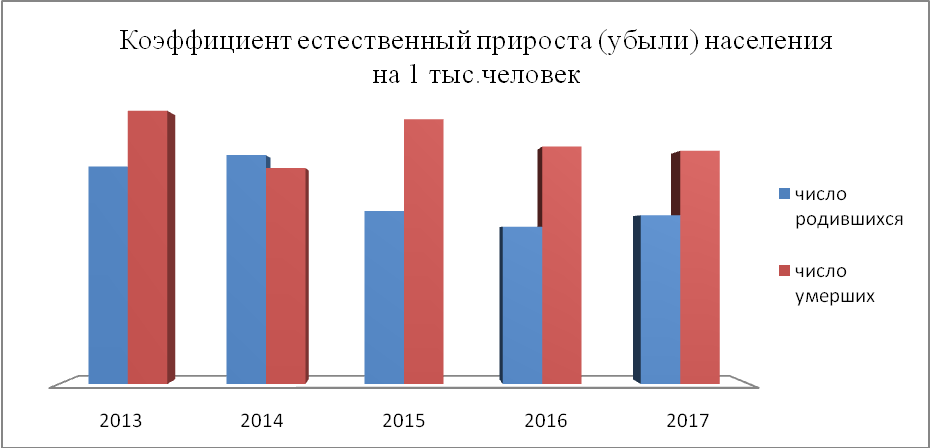 Коэффициент естественный прироста (убыли) населения
на 1 тыс.человек
число
родившихся
число
умерших
2013 2014 2015 2016 2017